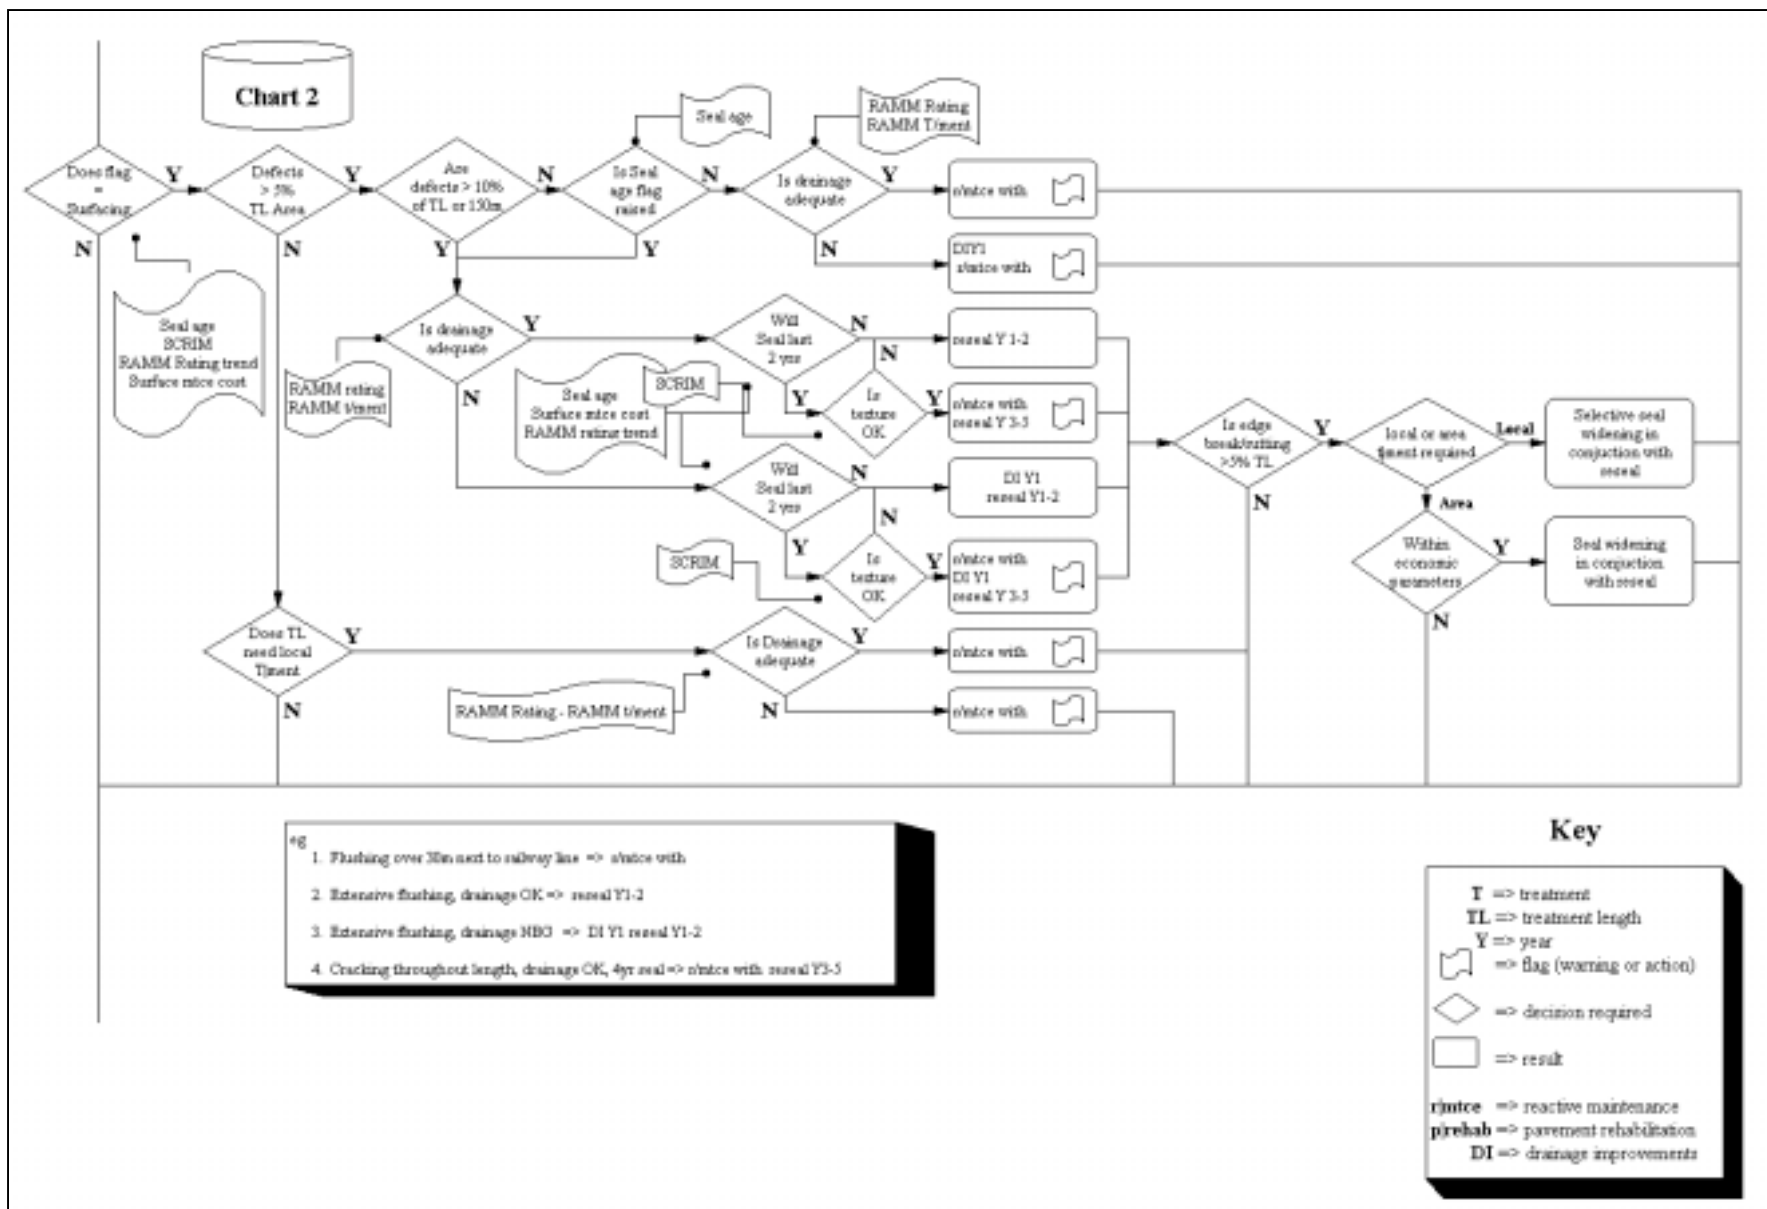 Chart 2
Seal age
RAMM Rating
RAMM T/ment
Does flag
=
Surfacing
Y
N
Defects
> 5%
TL Area
Y
N
Are
defects > 10%
of TL or 150m
N
Y
Is Seal
age flag
raised
N
Y
Is drainage
adequate
Y
N
r/mtce with
DIY1
r/mtce with
Seal age
SCRIM
RAMM Rating trend
Surface mtce cost
RAMM rating
RAMM t/ment
Is drainage
adequate
Y
N
Will
Seal last
2 yrs
N
Y
reseal Y 1-2
Seal age
Surface mtce cost
RAMM rating trend
SCRIM
Is
texture
OK
N
Y
r/mtce with
reseal Y 3-5
Will
Seal last
2 yrs
N
Y
DI Y1
reseal Y1-2
SCRIM
Is
texture
OK
N
Y
r/mtce with
DI Y1
reseal Y 3-5
Is edge
break/rutting
>5% TL
Y
N
local or area
t|ment required
Local
Area
Selective seal
widening in
conjuction with
reseal
Within
economic
parameters
Y
N
Seal widening
in conjuction
with reseal
Does TL
need local
T|ment
Y
N
Is Drainage
adequate
Y
N
r/mtce with
RAMM Rating - RAMM t/ment
r/mtce with
eg
1. Flushing over 30m next to railway line => r/mtce with
2. Extensive flushing, drainage OK => reseal Y1-2
3. Extensive flushing, drainage NBG => DI Y1 reseal Y1-2
4. Cracking throughout length, drainage OK, 4yr seal => r/mtce with reseal Y3-5
Key
T => treatment
TL => treatment length
Y => year
=> flag (warning or action)
=> decision required
=> result
r|mtce => reactive maintenance
p|rehab => pavement rehabilitation
DI => drainage improvements